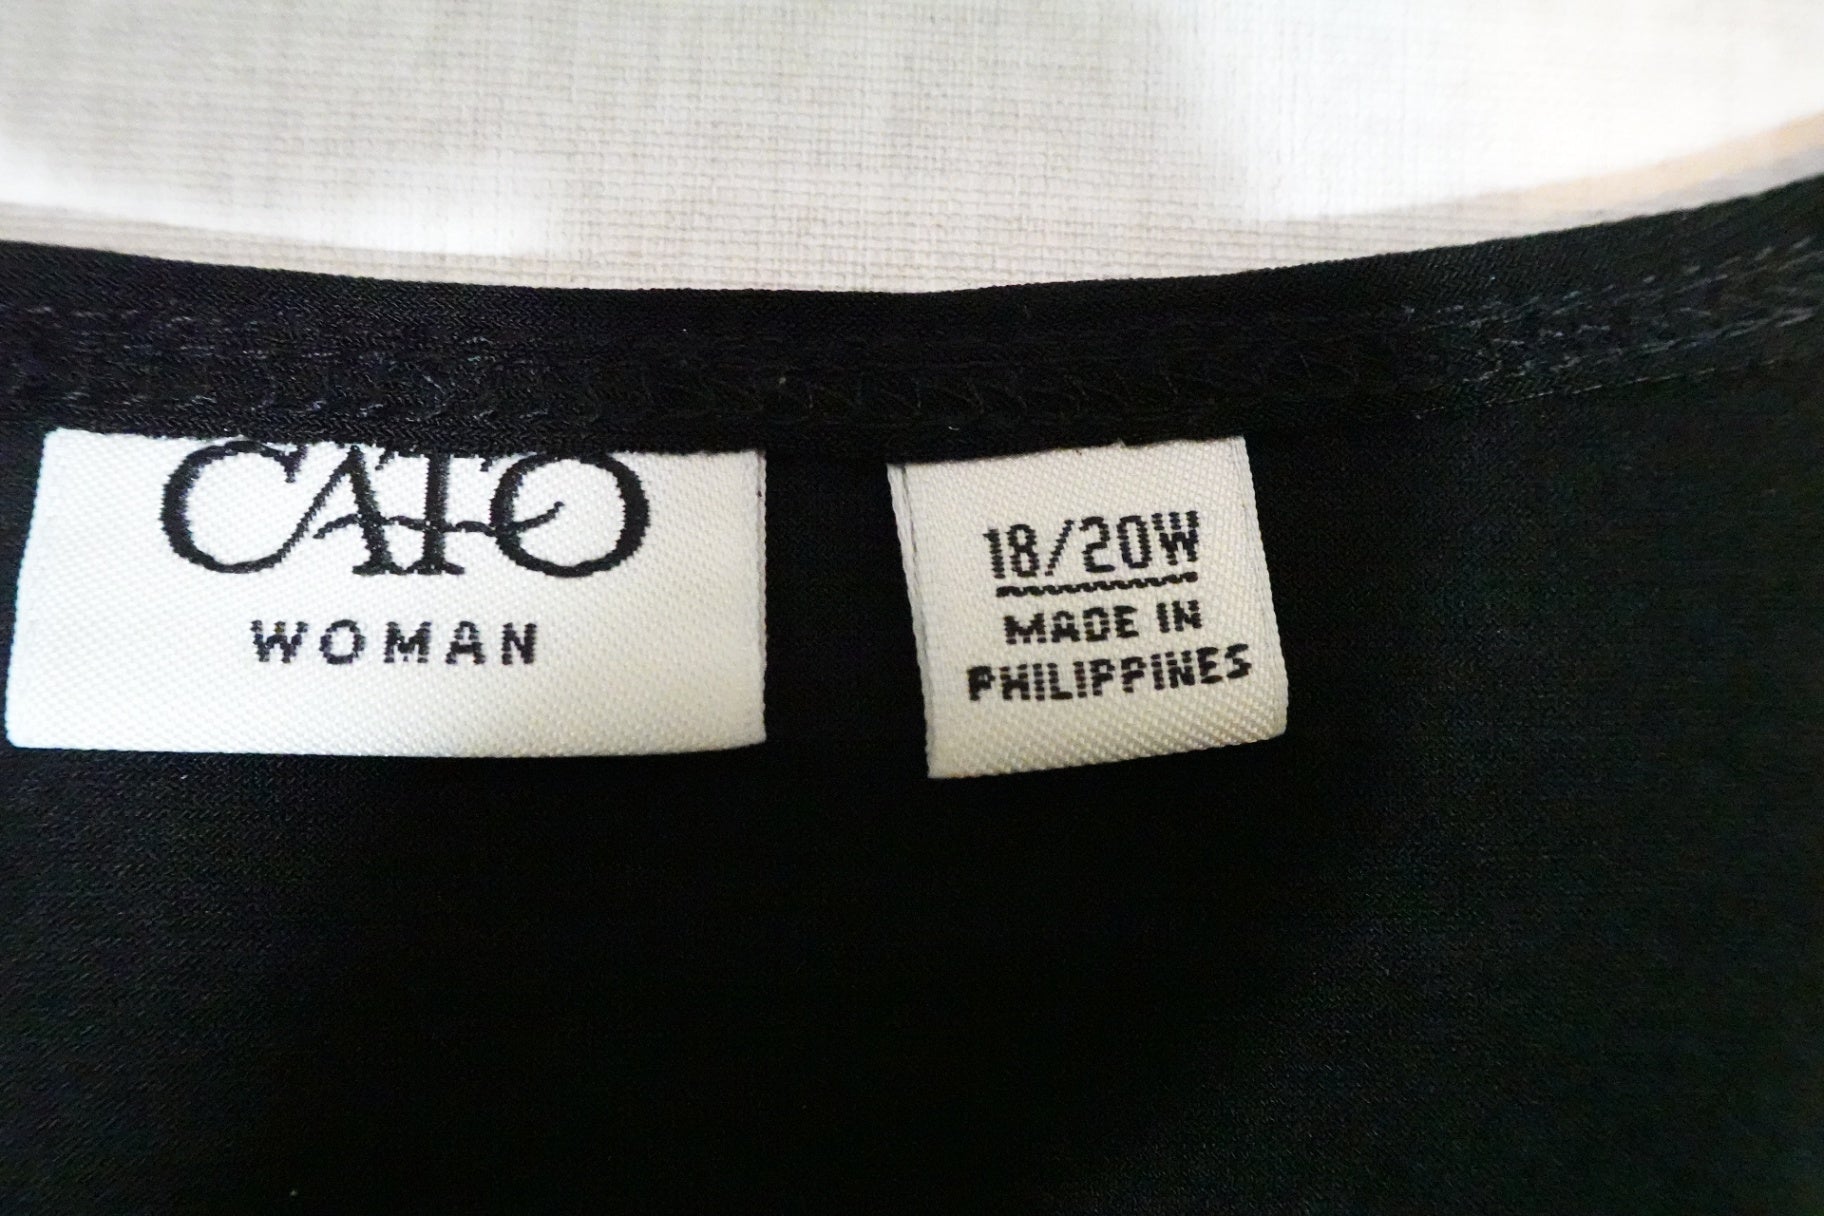 CATO
WOMAN
18/20W
MADE IN
PHILIPPINES